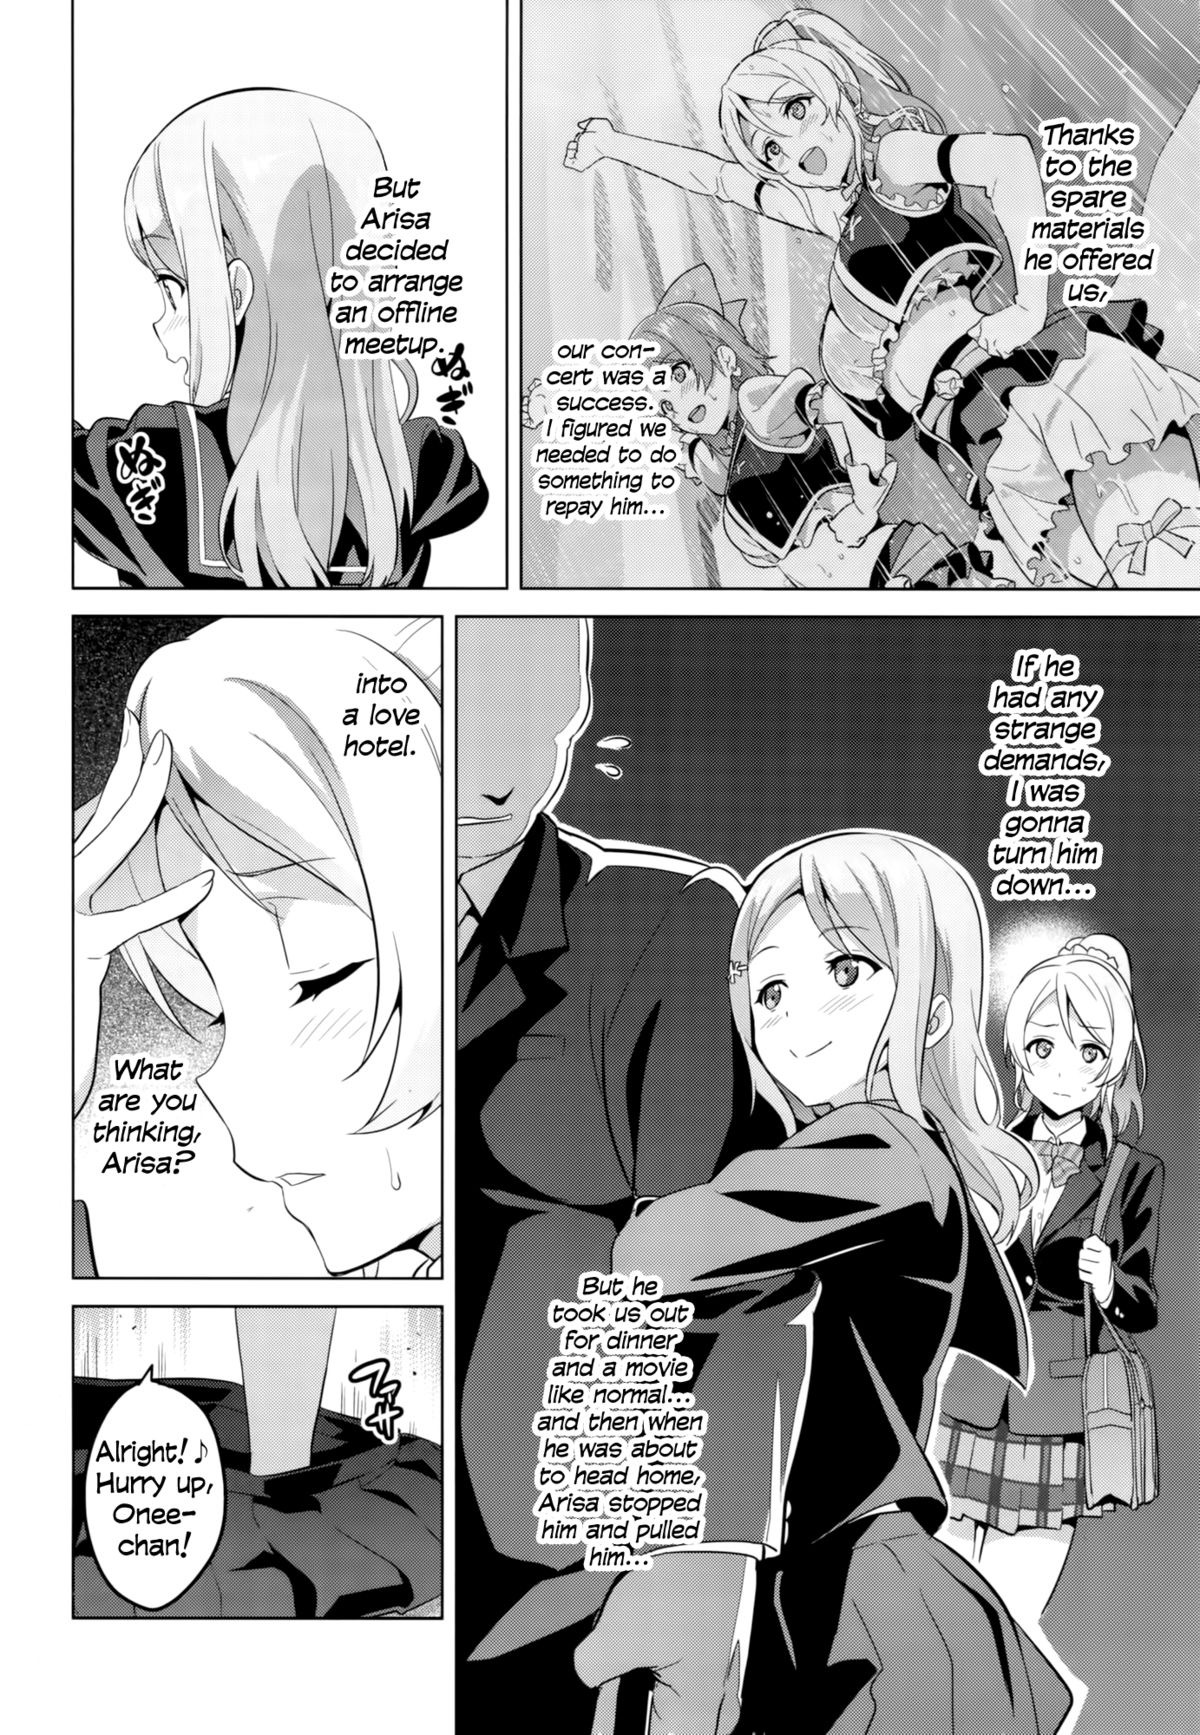 Thanks
to the
spare
materials
he offered
us,
our con-
cert was a
success.
I figured we
needed to do
something to
repay him...
But
Arisa
decided
to arrange
an offline
meetup.
ぬぎ
ぬぎ
If he
had any
strange
demands,
I was
gonna
turn him
down...
But he
took us out
for dinner
and a movie
like normal...
and then when
he was about
to head home,
Arisa stopped
him and pulled
him...
into
a love
hotel.
What
are you
thinking,
Arisa?
Alright!♪
Hurry up,
Onee-
chan!
ファサ